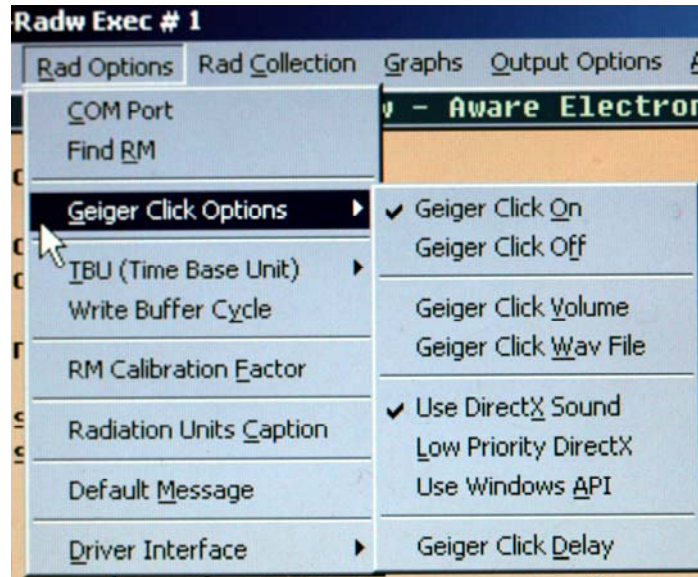 -Radw Exec # 1
Rad Options Rad Collection Graphs Output Options
- Aware Electro
COM Port
Find RM
Geiger Click Options
TBU (Time Base Unit)
Write Buffer Cycle
RM Calibration Factor
Radiation Units Caption
Default Message
Driver Interface
Geiger Click On
Geiger Click Off
Geiger Click Volume
Geiger Click Wav File
Use DirectX Sound
Low Priority DirectX
Use Windows API
Geiger Click Delay